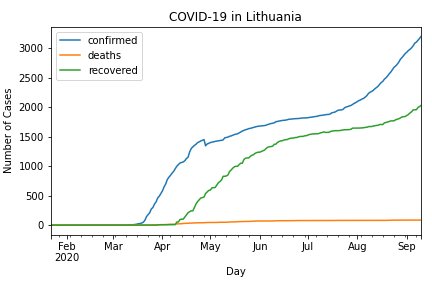 COVID-19 in Lithuania
confirmed
deaths
recovered
3000
2500
2000
1500
1000
500
0
Number of Cases
Feb Mar Apr May Jun Jul Aug Sep
2020
Day